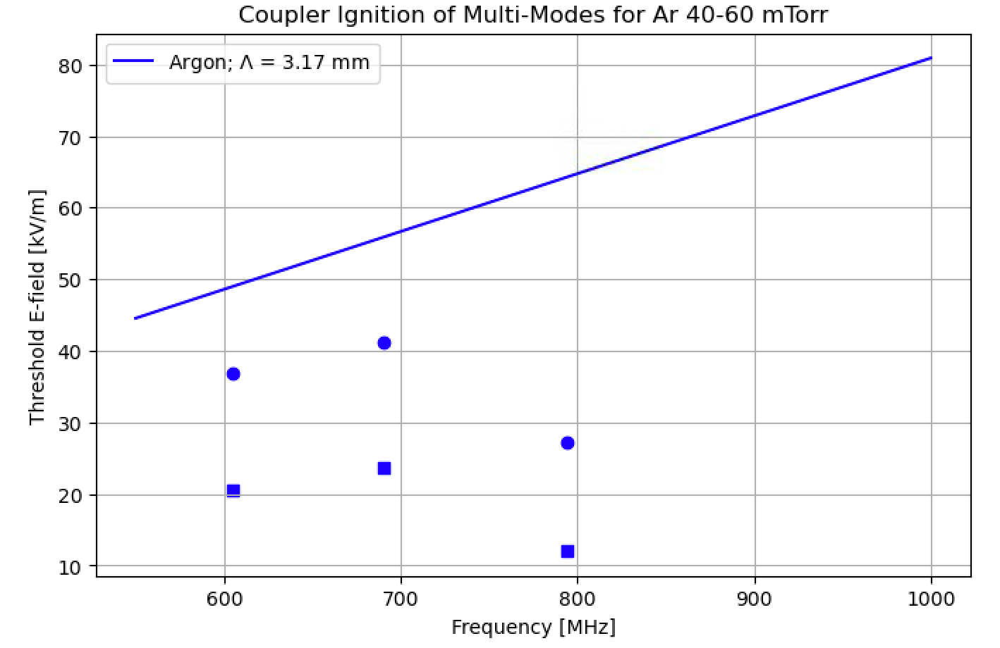 Coupler Ignition of Multi-Modes for Ar 40-60 mTorr
Argon; Λ = 3.17 mm
Threshold E-field [kV/m]
80
70
60
50
40
30
20
10
600 700 800 900 1000
Frequency [MHz]